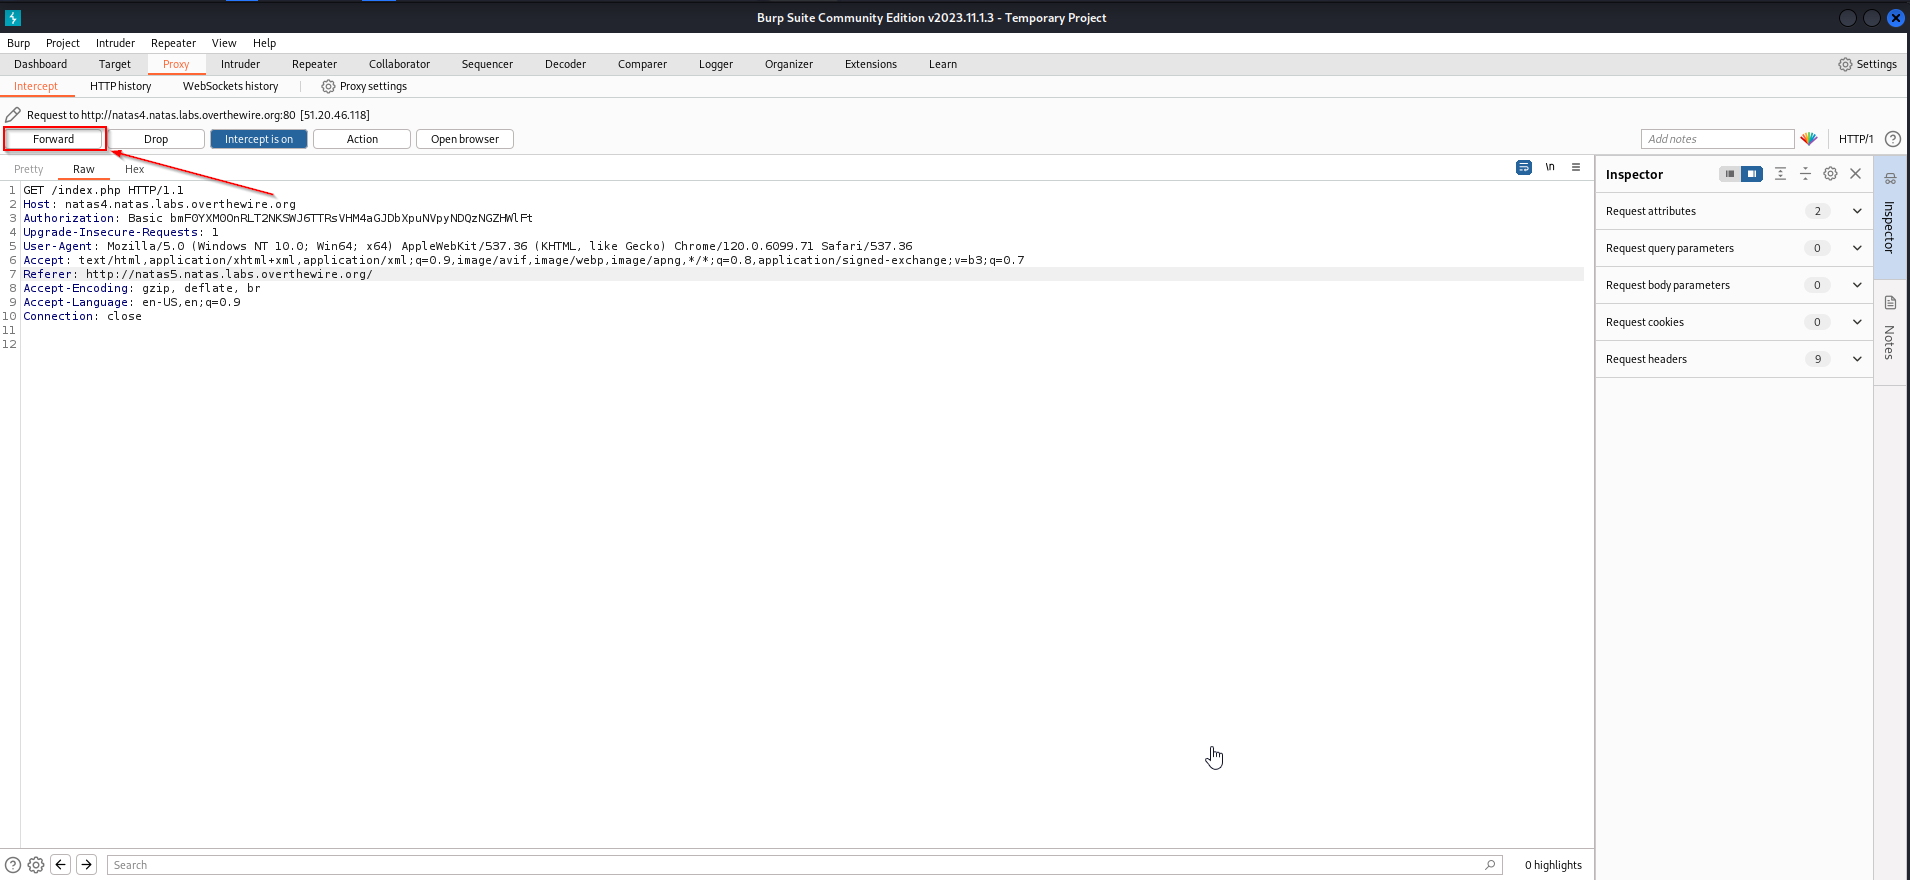 Burp Suite Community Edition v2023.11.1.3 - Temporary Project
Burp Project Intruder Repeater View Help
Dashboard Target Proxy Intruder Repeater Collaborator Sequencer Decoder Comparer Logger Organizer Extensions Learn Settings
Intercept HTTP history WebSockets history Proxy settings
Request to http://natas4.natas.labs.overthewire.org:80 [51.20.46.118]
Forward Drop Intercept is on Action Open browser Add notes HTTP/1
Pretty Raw Hex \n
1 GET /index.php HTTP/1.1
2 Host: natas4.natas.labs.overthewire.org
3 Authorization: Basic
4 Upgrade-Insecure-Requests: 1
5 User-Agent: Mozilla/5.0 (Windows NT 10.0; Win64; x64) AppleWebKit/537.36 (KHTML, like Gecko) Chrome/120.0.6099.71 Safari/537.36
6 Accept: text/html,application/xhtml+xml,application/xml;q=0.9,image/avif,image/webp,image/apng,*/*;q=0.8,application/signed-exchange;v=b3;q=0.7
7 Referer: http://natas5.natas.labs.overthewire.org/
8 Accept-Encoding: gzip, deflate, br
9 Accept-Language: en-US,en;q=0.9
10 Connection: close
11
12
Inspector
Request attributes 2
Request query parameters 0
Request body parameters 0
Request cookies 0
Request headers 9
Inspector
Notes
Search
0 highlights